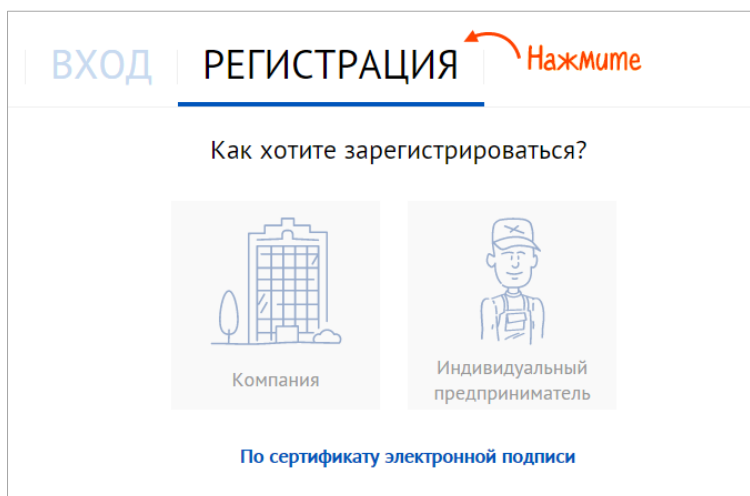 ВХОД
РЕГИСТРАЦИЯ
Нажмите
Как хотите зарегистрироваться?
Компания
Индивидуальный
предприниматель
По сертификату электронной подписи